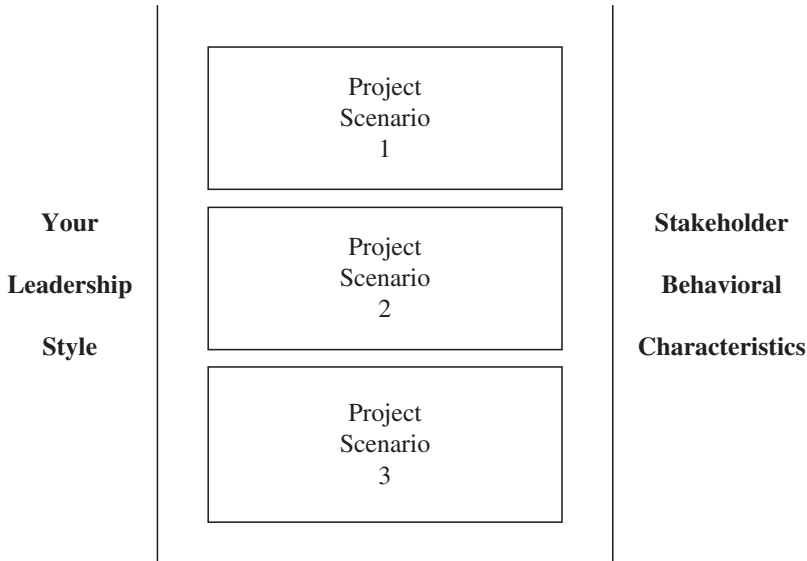 Your
Leadership
Style
Project
Scenario
1
Project
Scenario
2
Project
Scenario
3
Stakeholder
Behavioral
Characteristics